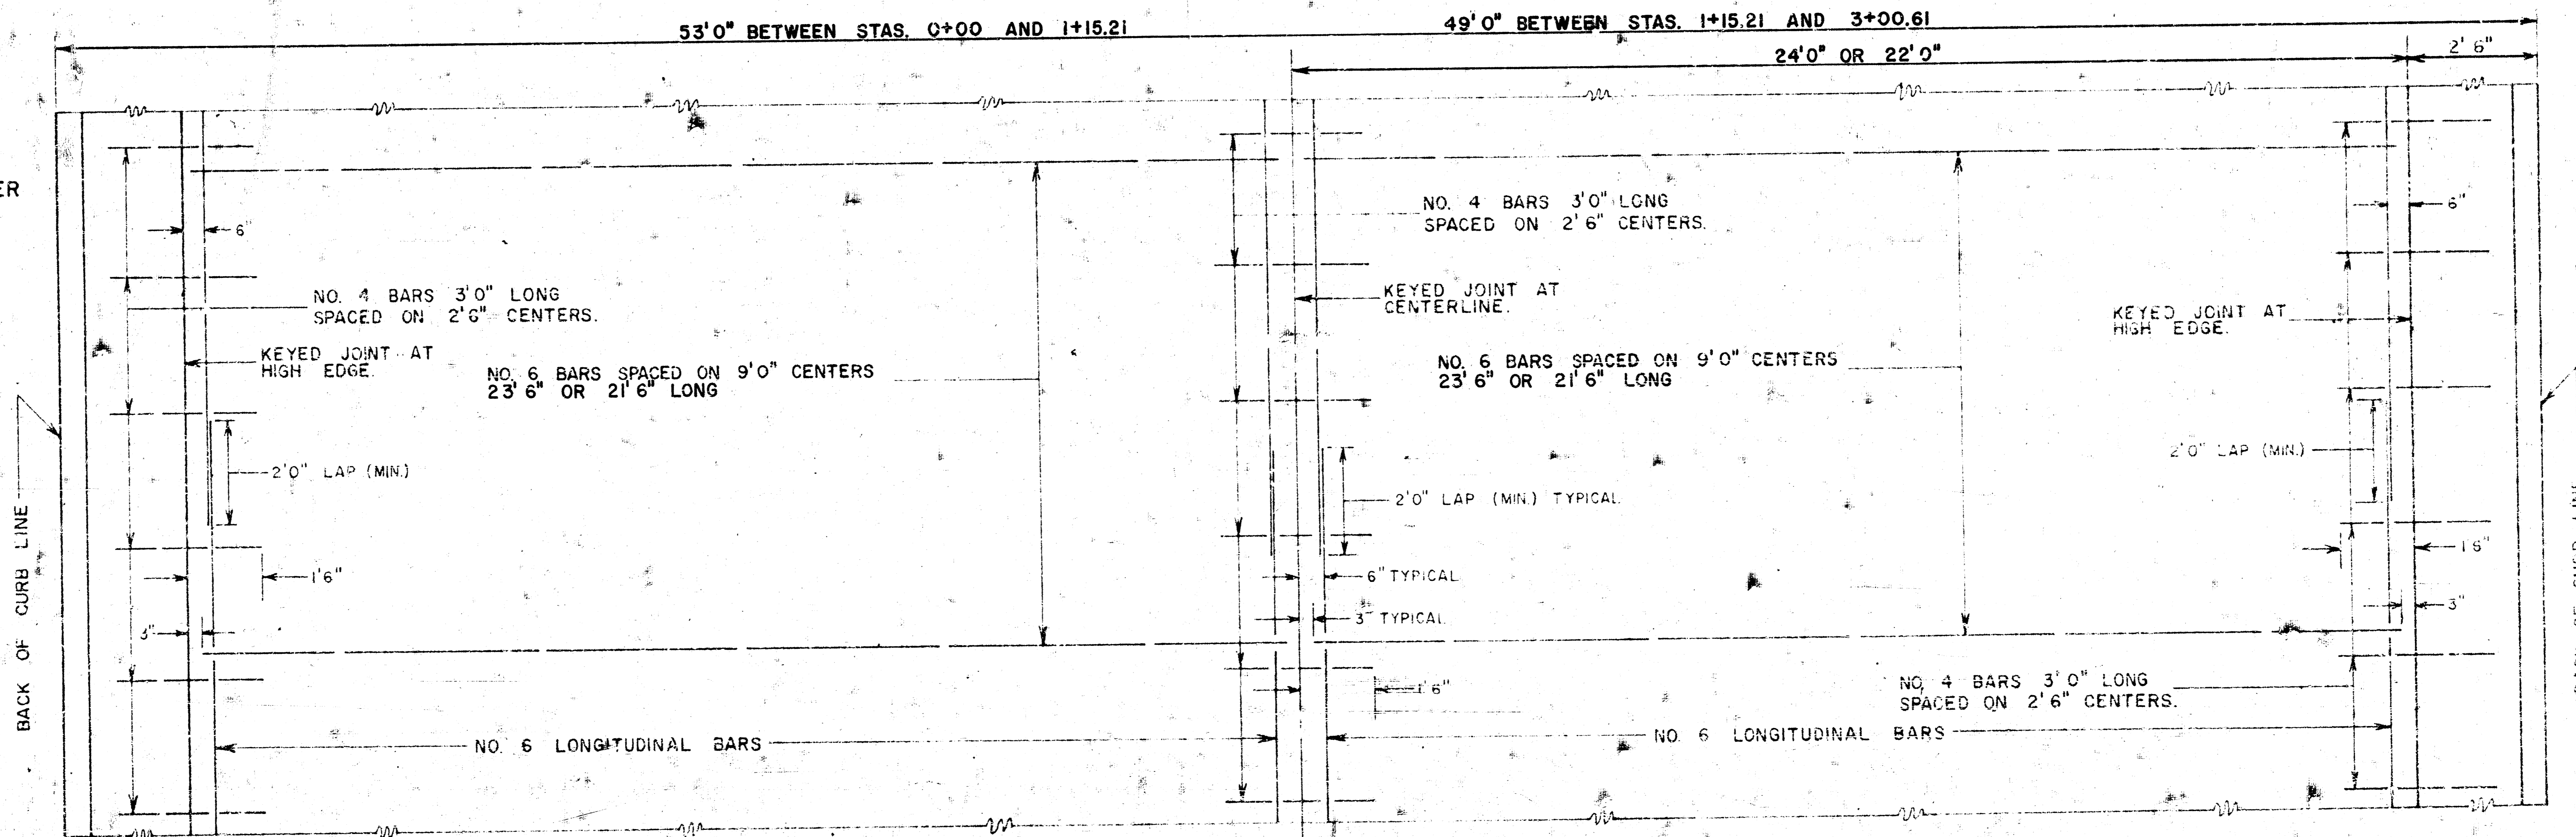 53'0" BETWEEN STAS. 0+00 AND 1+15.21
49'0" BETWEEN STAS. 1+15.21 AND 3+00.61
24'0" OR 22'0"
2' 6"
ER
6"
NO. 4 BARS 3'0" LONG
SPACED ON 2'6" CENTERS.
KEYED JOINT AT
HIGH EDGE.
NO. 6 BARS SPACED ON 9'0" CENTERS
23'6" OR 21'6" LONG
2'0" LAP (MIN.)
1'6"
3"
BACK OF CURB LINE
NO. 6 LONGITUDINAL BARS
NO. 4 BARS 3'0" LONG
SPACED ON 2'6" CENTERS.
KEYED JOINT AT
CENTERLINE.
NO. 6 BARS SPACED ON 9'0" CENTERS
23'6" OR 21'6" LONG
2'0" LAP (MIN.) TYPICAL
6" TYPICAL
3" TYPICAL
1'6"
6"
KEYED JOINT AT
HIGH EDGE.
2'0" LAP (MIN.)
1'6"
3"
NO. 4 BARS 3'0" LONG
SPACED ON 2'6" CENTERS.
NO. 6 LONGITUDINAL BARS